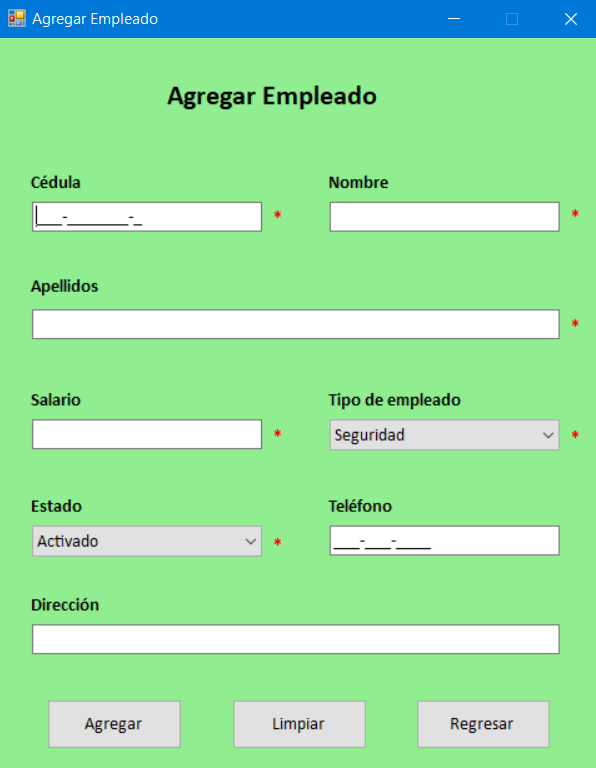 Agregar Empleado
Agregar Empleado
Cédula Nombre
___-_______-_ * *
Apellidos
*
Salario Tipo de empleado
* Seguridad *
Estado Teléfono
Activado * ___-___-____
Dirección
Agregar Limpiar Regresar